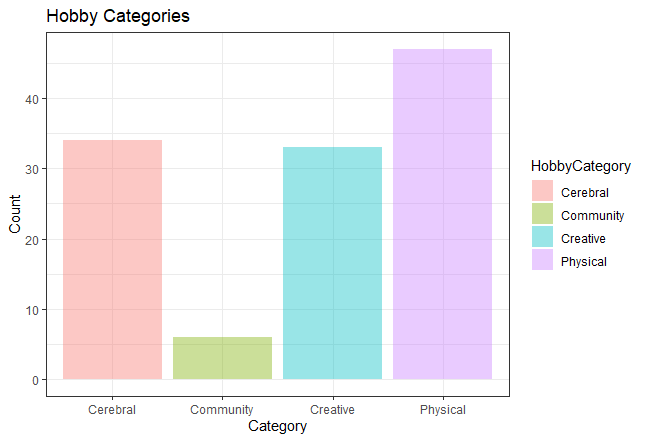 Hobby Categories
Count
40
30
20
10
0
Cerebral Community Creative Physical
Category
HobbyCategory
Cerebral
Community
Creative
Physical